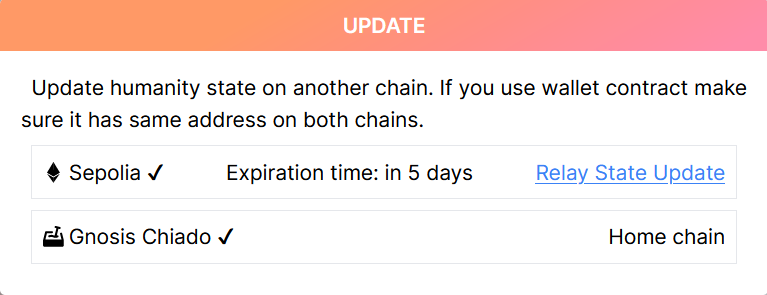 UPDATE
Update humanity state on another chain. If you use wallet contract make
sure it has same address on both chains.
Sepolia ✔ Expiration time: in 5 days Relay State Update
Gnosis Chiado ✔ Home chain